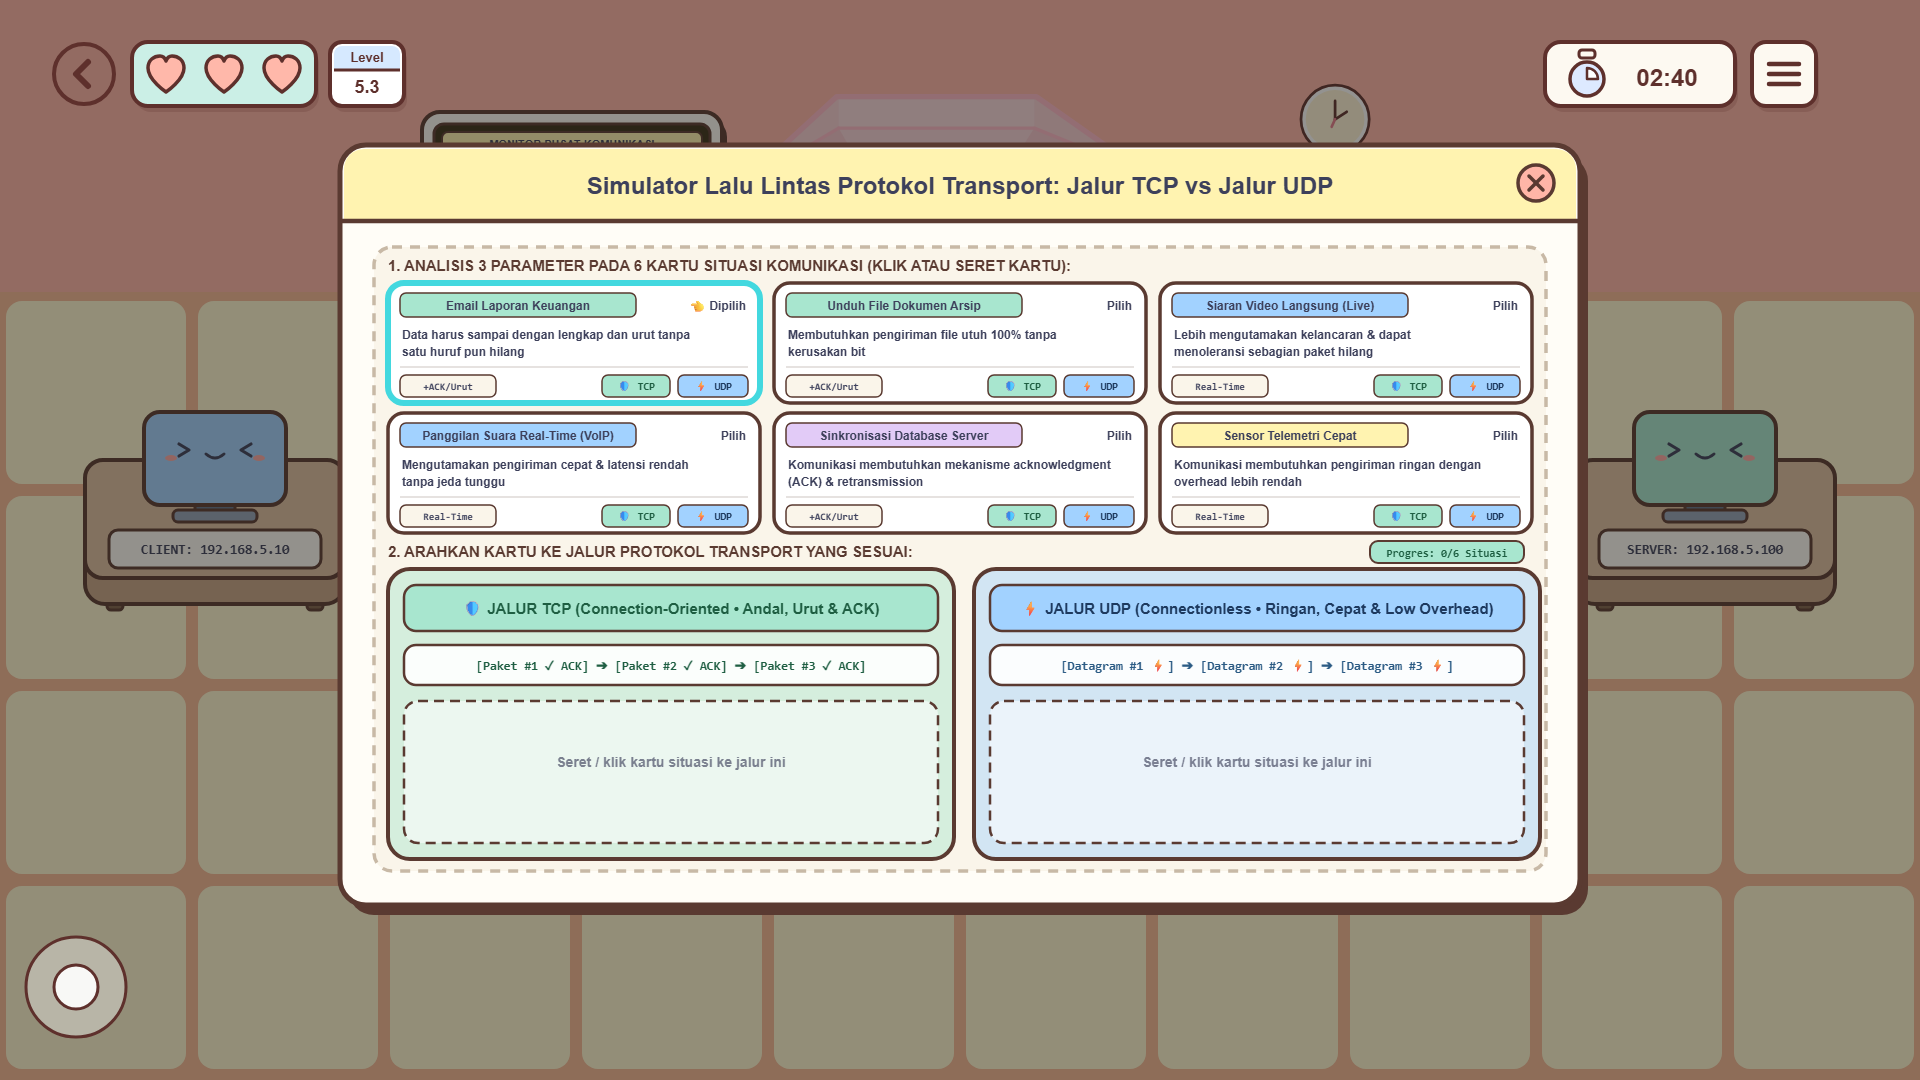 Level
5.3
02:40
MONITOR PUSAT KOMUNIKASI
Simulator Lalu Lintas Protokol Transport: Jalur TCP vs Jalur UDP
1. ANALISIS 3 PARAMETER PADA 6 KARTU SITUASI KOMUNIKASI (KLIK ATAU SERET KARTU):
Email Laporan Keuangan
Dipilih
Data harus sampai dengan lengkap dan urut tanpa
satu huruf pun hilang
+ACK/Urut
TCP
UDP
Unduh File Dokumen Arsip
Pilih
Membutuhkan pengiriman file utuh 100% tanpa
kerusakan bit
+ACK/Urut
TCP
UDP
Siaran Video Langsung (Live)
Pilih
Lebih mengutamakan kelancaran & dapat
menoleransi sebagian paket hilang
Real-Time
TCP
UDP
Panggilan Suara Real-Time (VoIP)
Pilih
Mengutamakan pengiriman cepat & latensi rendah
tanpa jeda tunggu
Real-Time
TCP
UDP
Sinkronisasi Database Server
Pilih
Komunikasi membutuhkan mekanisme acknowledgment
(ACK) & retransmission
+ACK/Urut
TCP
UDP
Sensor Telemetri Cepat
Pilih
Komunikasi membutuhkan pengiriman ringan dengan
overhead lebih rendah
Real-Time
TCP
UDP
CLIENT: 192.168.5.10
SERVER: 192.168.5.100
2. ARAHKAN KARTU KE JALUR PROTOKOL TRANSPORT YANG SESUAI:
Progres: 0/6 Situasi
JALUR TCP (Connection-Oriented • Andal, Urut & ACK)
[Paket #1 ✓ ACK] ➔ [Paket #2 ✓ ACK] ➔ [Paket #3 ✓ ACK]
Seret / klik kartu situasi ke jalur ini
JALUR UDP (Connectionless • Ringan, Cepat & Low Overhead)
[Datagram #1 ⚡] ➔ [Datagram #2 ⚡] ➔ [Datagram #3 ⚡]
Seret / klik kartu situasi ke jalur ini